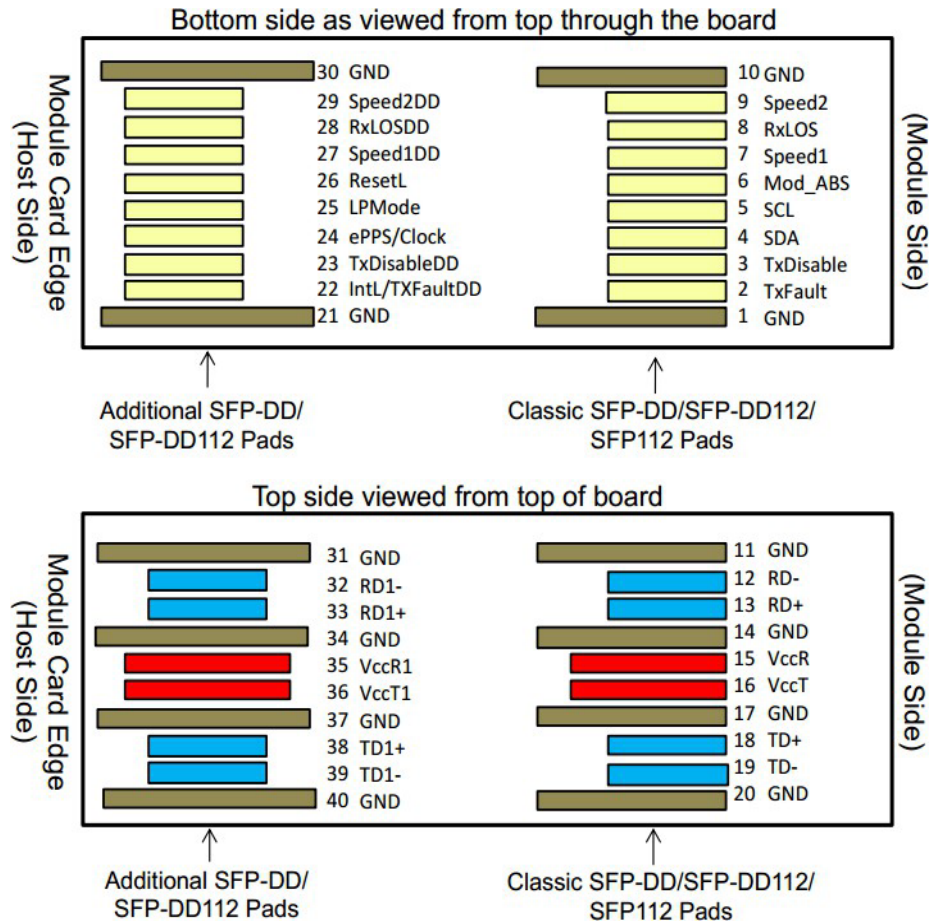 Bottom side as viewed from top through the board
Module Card Edge
(Host Side)
30 GND
29 Speed2DD
28 RxLOSDD
27 Speed1DD
26 ResetL
25 LPMode
24 ePPS/Clock
23 TxDisableDD
22 IntL/TXFaultDD
21 GND
10 GND
9 Speed2
8 RxLOS
7 Speed1
6 Mod_ABS
5 SCL
4 SDA
3 TxDisable
2 TxFault
1 GND
(Module Side)
Additional SFP-DD/
SFP-DD112 Pads
Classic SFP-DD/SFP-DD112/
SFP112 Pads
Top side viewed from top of board
Module Card Edge
(Host Side)
31 GND
32 RD1-
33 RD1+
34 GND
35 VccR1
36 VccT1
37 GND
38 TD1+
39 TD1-
40 GND
11 GND
12 RD-
13 RD+
14 GND
15 VccR
16 VccT
17 GND
18 TD+
19 TD-
20 GND
(Module Side)
Additional SFP-DD/
SFP-DD112 Pads
Classic SFP-DD/SFP-DD112/
SFP112 Pads